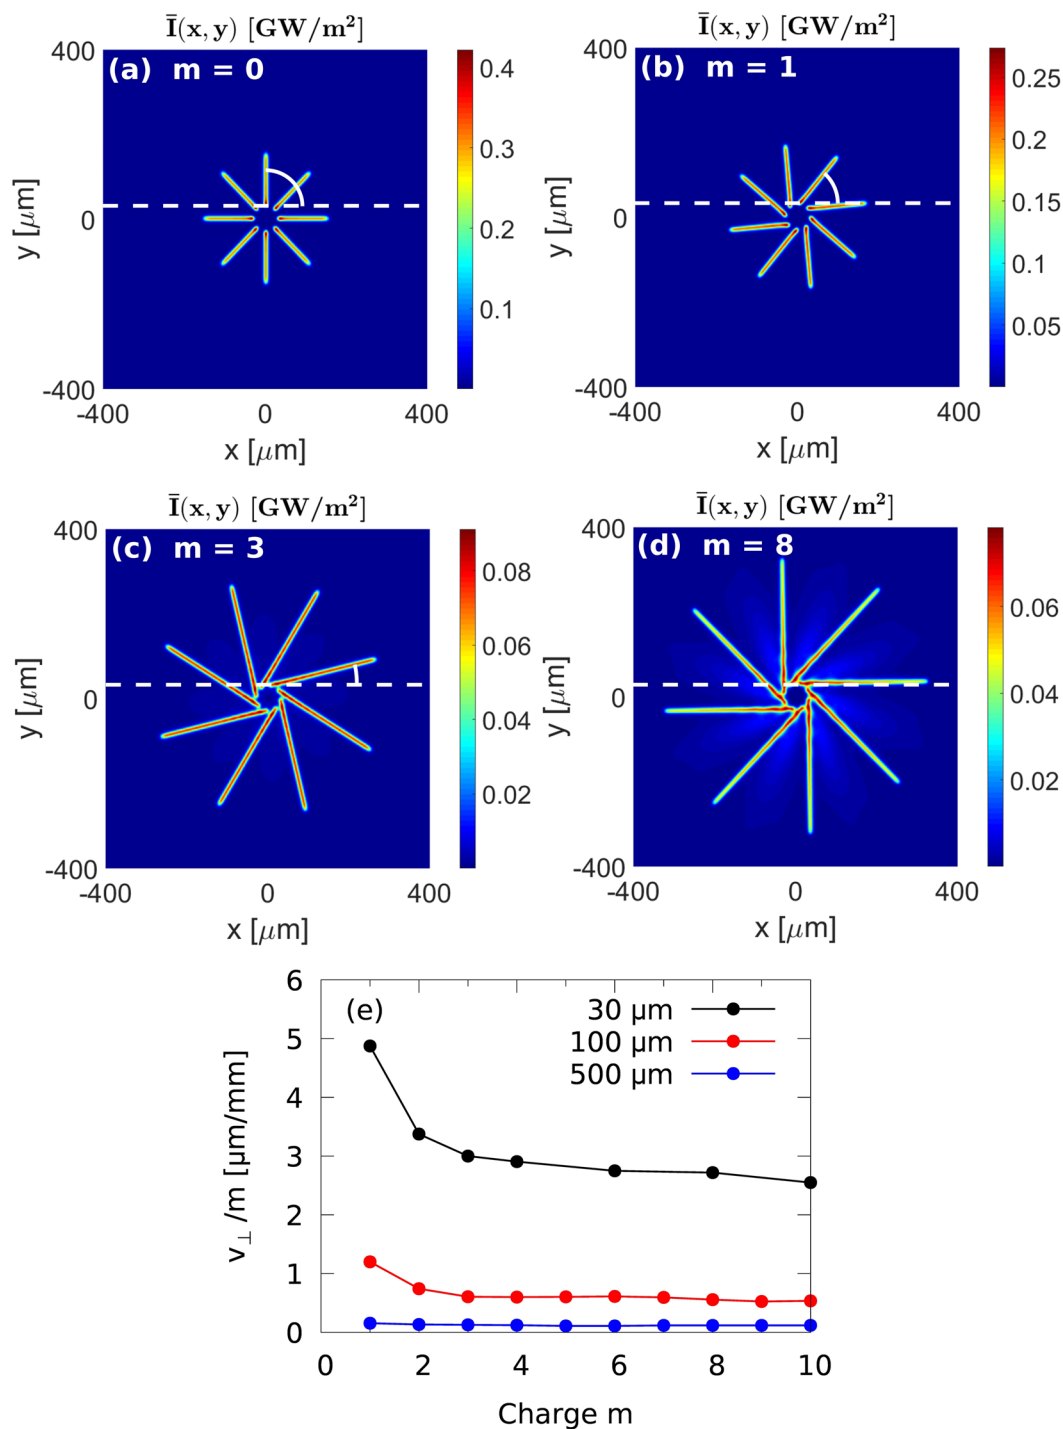 Ī(x, y) [GW/m²]
(a) m = 0
400
0
-400
-400 0 400
x [μm]
y [μm]
0.4
0.3
0.2
0.1
Ī(x, y) [GW/m²]
(b) m = 1
400
0
-400
-400 0 400
x [μm]
y [μm]
0.25
0.2
0.15
0.1
0.05
Ī(x, y) [GW/m²]
(c) m = 3
400
0
-400
-400 0 400
x [μm]
y [μm]
0.08
0.06
0.04
0.02
Ī(x, y) [GW/m²]
(d) m = 8
400
0
-400
-400 0 400
x [μm]
y [μm]
0.06
0.04
0.02
(e)
30 μm
100 μm
500 μm
6
5
4
3
2
1
0
0 2 4 6 8 10
v⊥/m [μm/mm]
Charge m